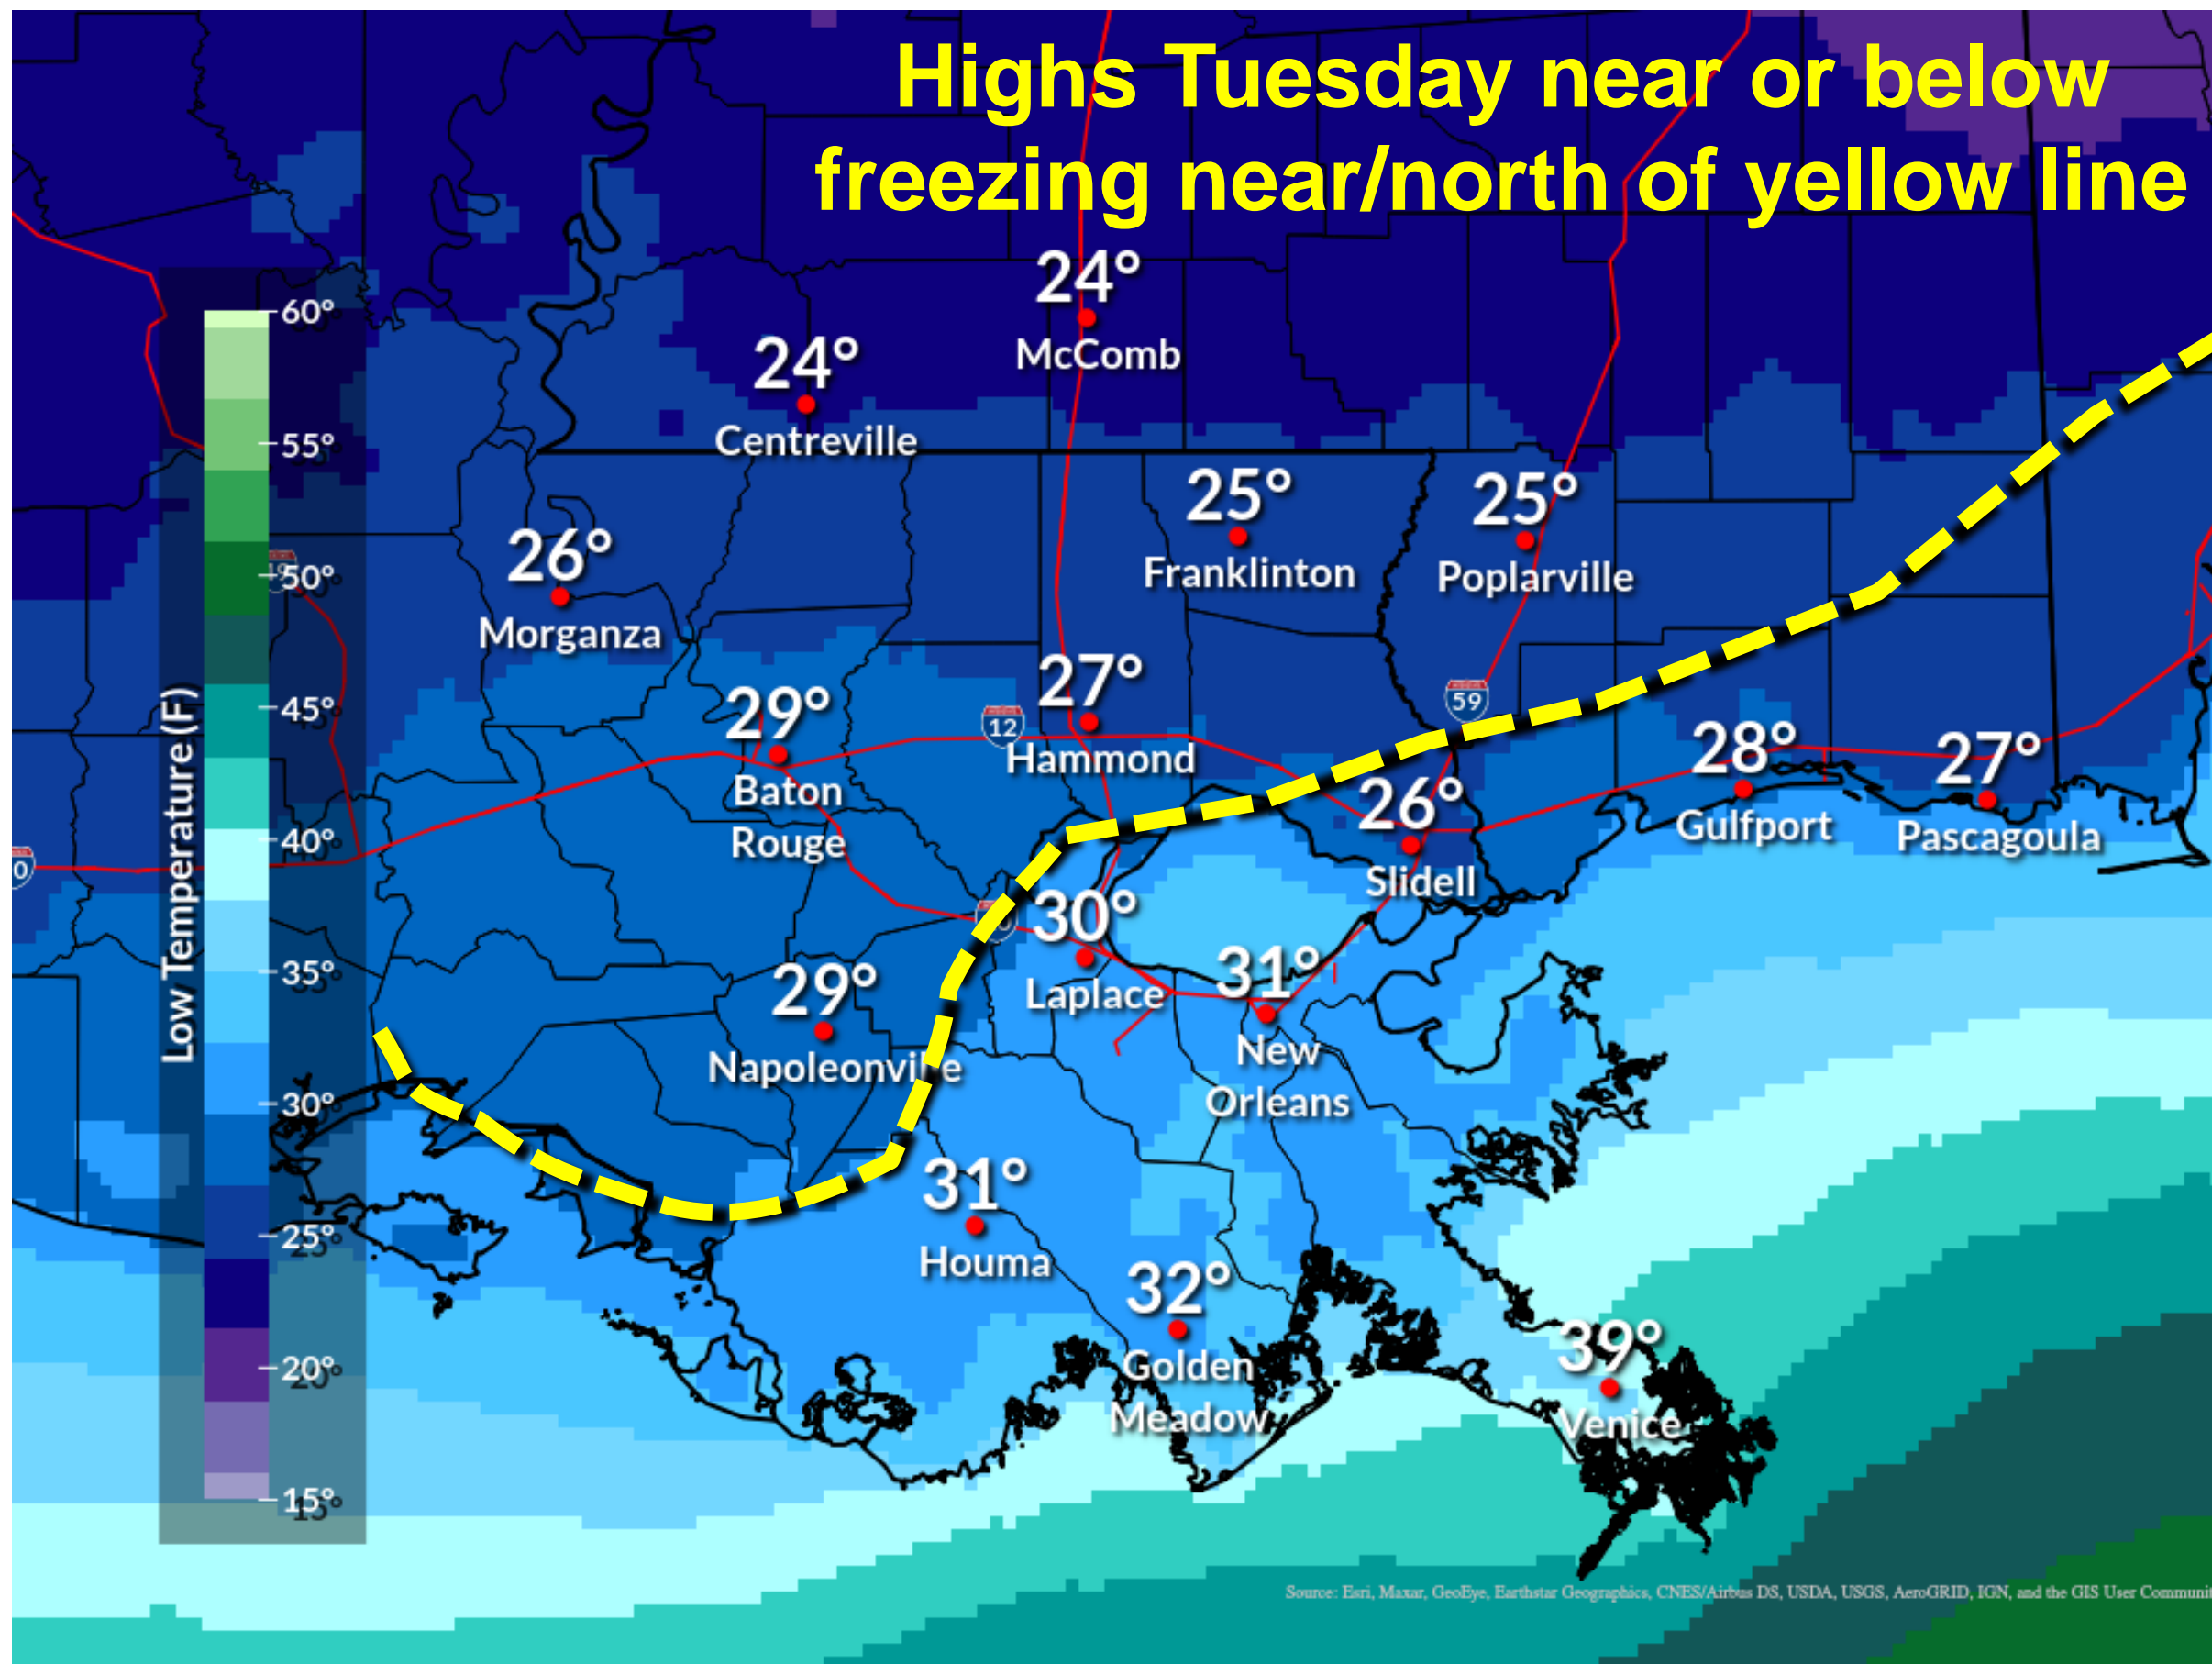 Highs Tuesday near or below
freezing near/north of yellow line
24°
McComb
24°
Centreville
25°
Franklinton
25°
Poplarville
26°
Morganza
27°
Hammond
29°
Baton
Rouge
12
59
28°
Gulfport
27°
Pascagoula
26°
Slidell
30°
Laplace
31°
New
Orleans
29°
Napoleonville
31°
Houma
32°
Golden
Meadow
39°
Venice
Low Temperature (F)
60°
55°
50°
45°
40°
35°
30°
25°
20°
15°
0
Source: Esri, Maxar, GeoEye, Earthstar Geographics, CNES/Airbus DS, USDA, USGS, AeroGRID, IGN, and the GIS User Communit